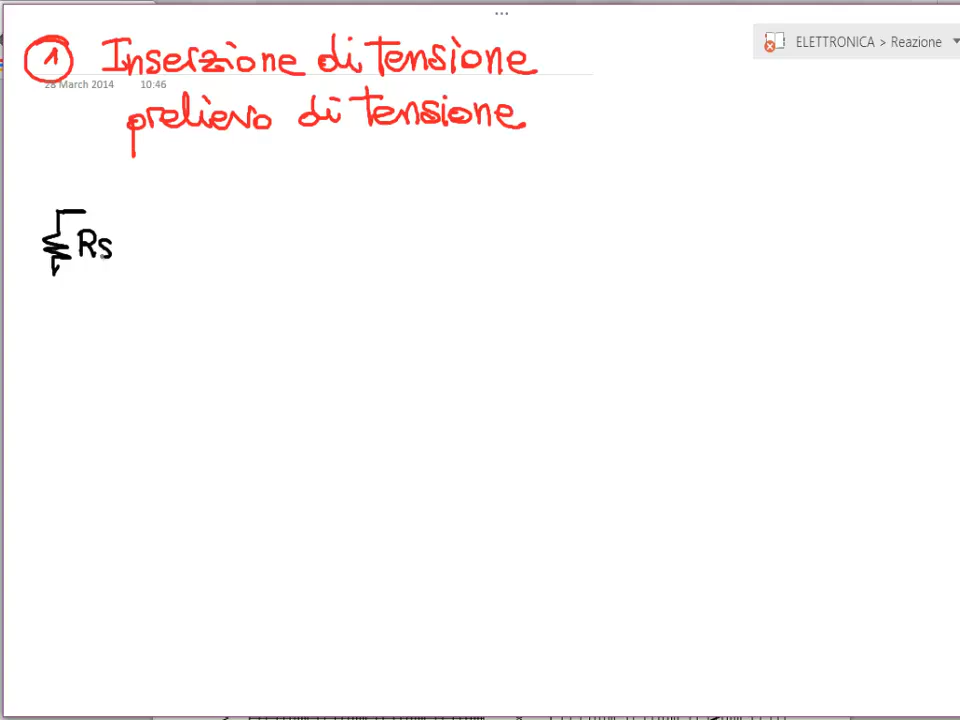 ...
ELETTRONICA > Reazione
① Inserzione di tensione
28 March 2014 10:46
prelievo di tensione
Rs